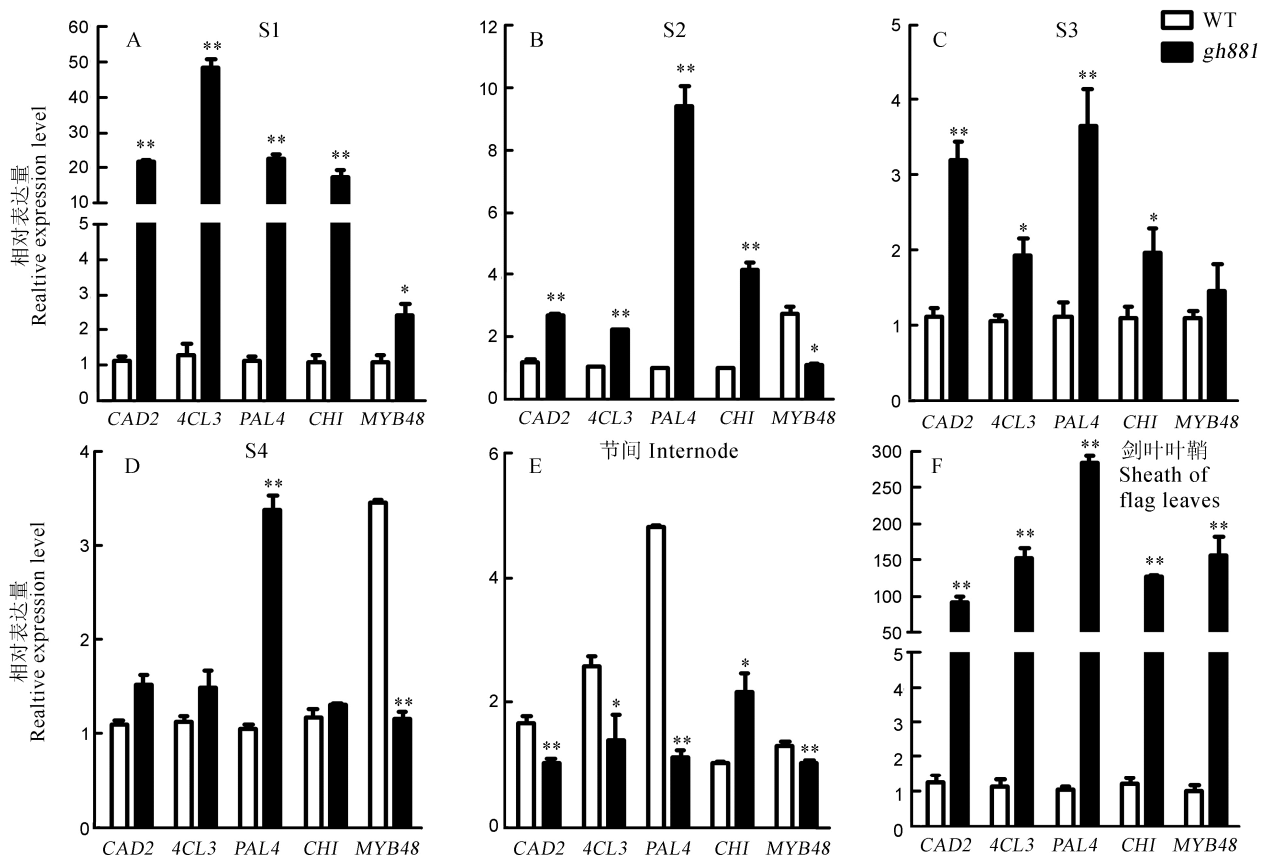 A
S1
60
50
40
30
20
10
5
4
3
2
1
0
**
**
**
**
*
相对表达量
Realtive expression level
CAD2 4CL3 PAL4 CHI MYB48
B
S2
12
10
8
6
4
2
0
**
**
**
**
*
CAD2 4CL3 PAL4 CHI MYB48
C
S3
WT
gh881
5
4
3
2
1
0
**
*
**
*
CAD2 4CL3 PAL4 CHI MYB48
D
S4
4
3
2
1
0
**
**
相对表达量
Realtive expression level
CAD2 4CL3 PAL4 CHI MYB48
E
节间 Internode
6
4
2
0
**
*
**
*
**
CAD2 4CL3 PAL4 CHI MYB48
F
剑叶叶鞘
Sheath of
flag leaves
300
250
200
150
100
50
5
4
3
2
1
0
**
**
**
**
**
CAD2 4CL3 PAL4 CHI MYB48